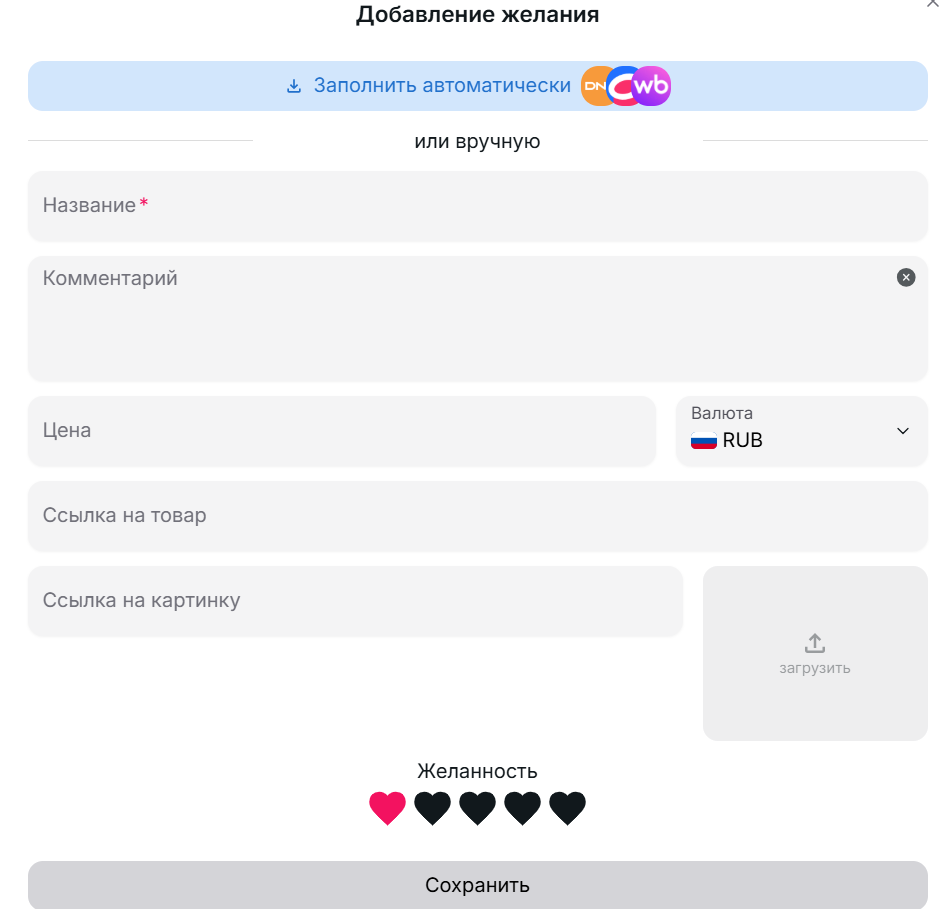 Добавление желания
Заполнить автоматически DN wb
или вручную
Название*
Комментарий
Цена
Валюта
RUB
Ссылка на товар
Ссылка на картинку
загрузить
Желанность
Сохранить